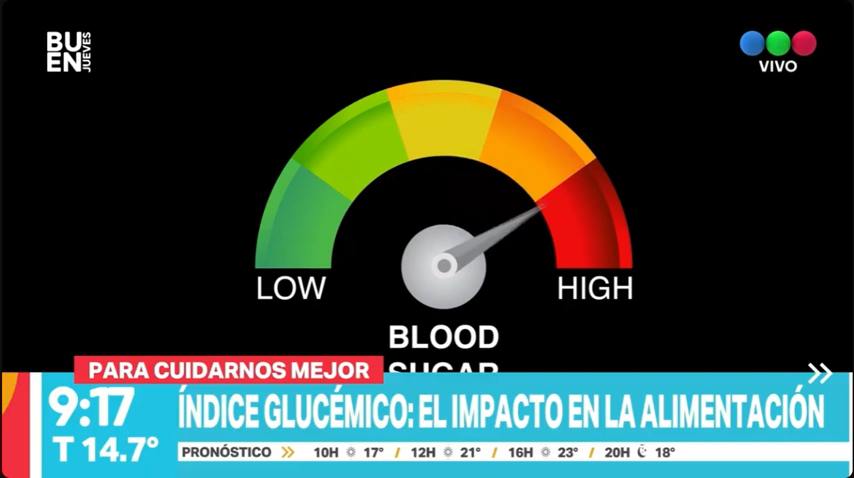 BU
EN
JUEVES
VIVO
LOW
HIGH
BLOOD
SUGAR
PARA CUIDARNOS MEJOR
9:17
ÍNDICE GLUCÉMICO: EL IMPACTO EN LA ALIMENTACIÓN
T 14.7°
PRONÓSTICO » 10H 17° / 12H 21° / 16H 23° / 20H 18°